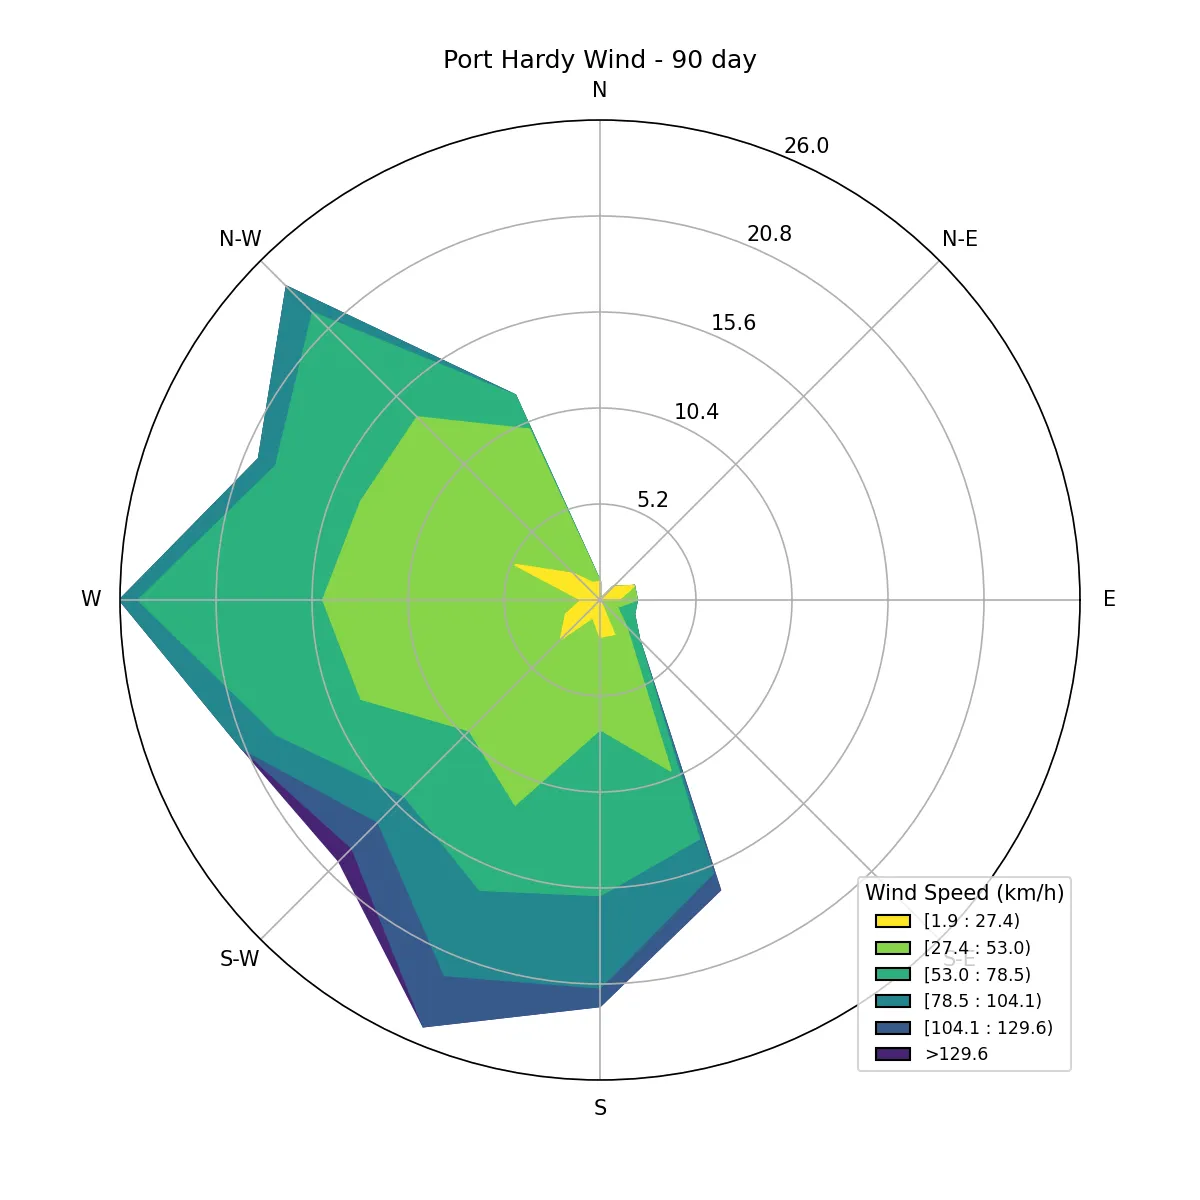 Port Hardy Wind - 90 day
N
26.0
N-W
20.8
N-E
15.6
10.4
5.2
W
E
Wind Speed (km/h)
[1.9 : 27.4)
[27.4 : 53.0)
S-W
S-E
[53.0 : 78.5)
[78.5 : 104.1)
[104.1 : 129.6)
>129.6
S